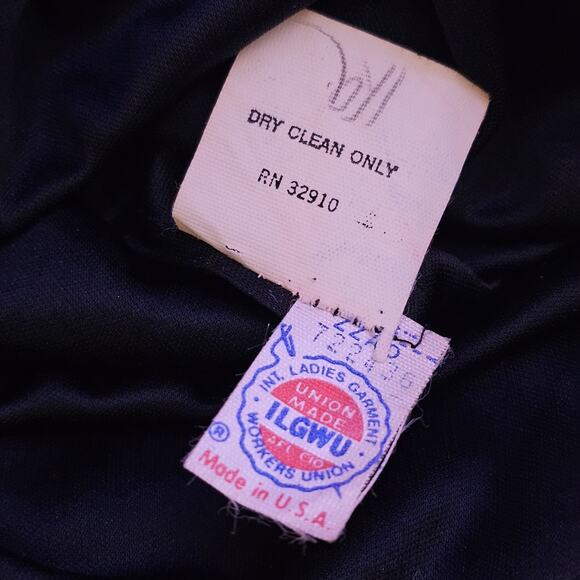 DRY CLEAN ONLY
RN 32910
INT. LADIES GARMENT
UNION
MADE
ILGWU
AFL CIO
WORKERS UNION
®
Made in U.S.A.